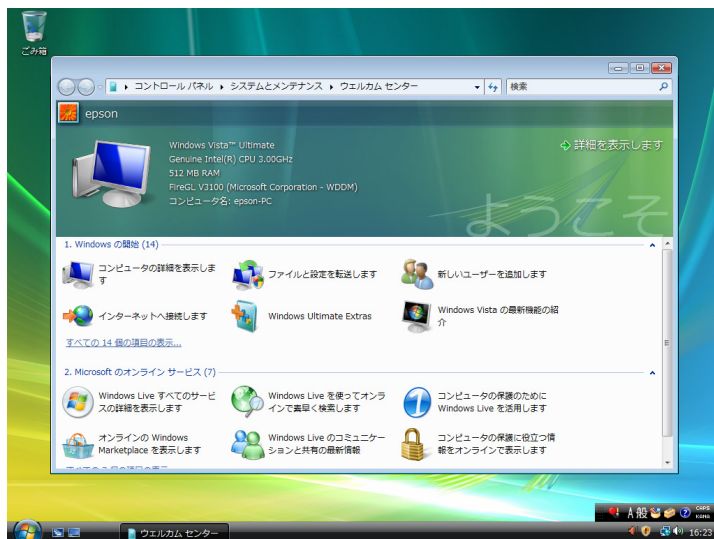 ごみ箱
コントロール パネル ▸ システムとメンテナンス ▸ ウエルカム センター
検索
epson
Windows Vista™ Ultimate
Genuine Intel(R) CPU 3.00GHz
512 MB RAM
FireGL V3100 (Microsoft Corporation - WDDM)
コンピュータ名: epson-PC
詳細を表示します
ようこそ
1. Windows の開始 (14)
コンピュータの詳細を表示しま
す
ファイルと設定を転送します
新しいユーザーを追加します
インターネットへ接続します
Windows Ultimate Extras
Windows Vista の最新機能の紹
介
すべての 14 個の項目の表示...
2. Microsoft のオンライン サービス (7)
Windows Live すべてのサービ
スの詳細を表示します
Windows Live を使ってオンラ
インで素早く検索します
コンピュータの保護のために
Windows Live を活用します
オンラインの Windows
Marketplace を表示します
Windows Live のコミュニケー
ションと共有の最新情報
コンピュータの保護に役立つ情
報をオンラインで表示します
A 般
CAPS
KANA
ウエルカム センター
16:23